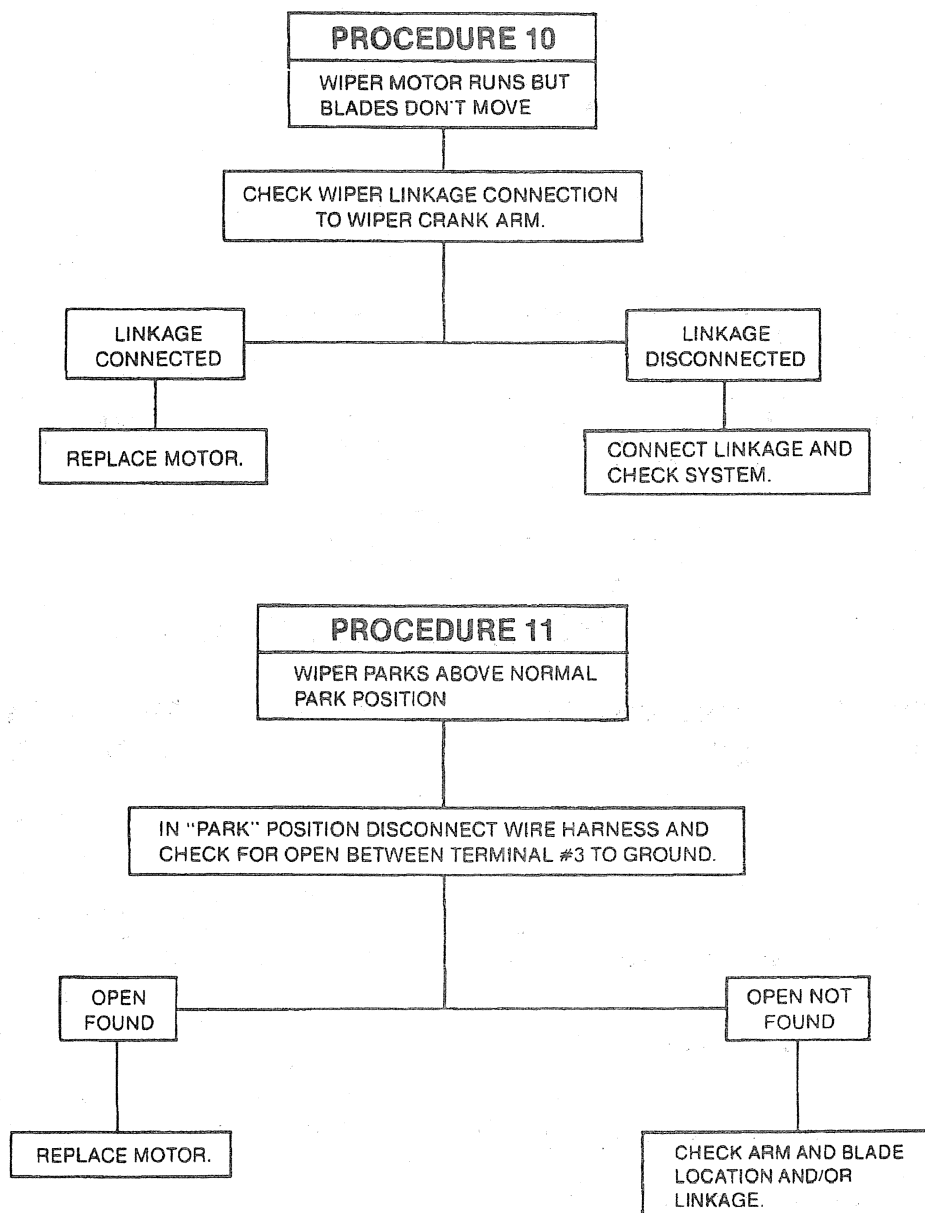 PROCEDURE 10
WIPER MOTOR RUNS BUT
BLADES DON'T MOVE
CHECK WIPER LINKAGE CONNECTION
TO WIPER CRANK ARM.
LINKAGE
CONNECTED
LINKAGE
DISCONNECTED
REPLACE MOTOR.
CONNECT LINKAGE AND
CHECK SYSTEM.
PROCEDURE 11
WIPER PARKS ABOVE NORMAL
PARK POSITION
IN "PARK" POSITION DISCONNECT WIRE HARNESS AND
CHECK FOR OPEN BETWEEN TERMINAL #3 TO GROUND.
OPEN
FOUND
OPEN NOT
FOUND
REPLACE MOTOR.
CHECK ARM AND BLADE
LOCATION AND/OR
LINKAGE.